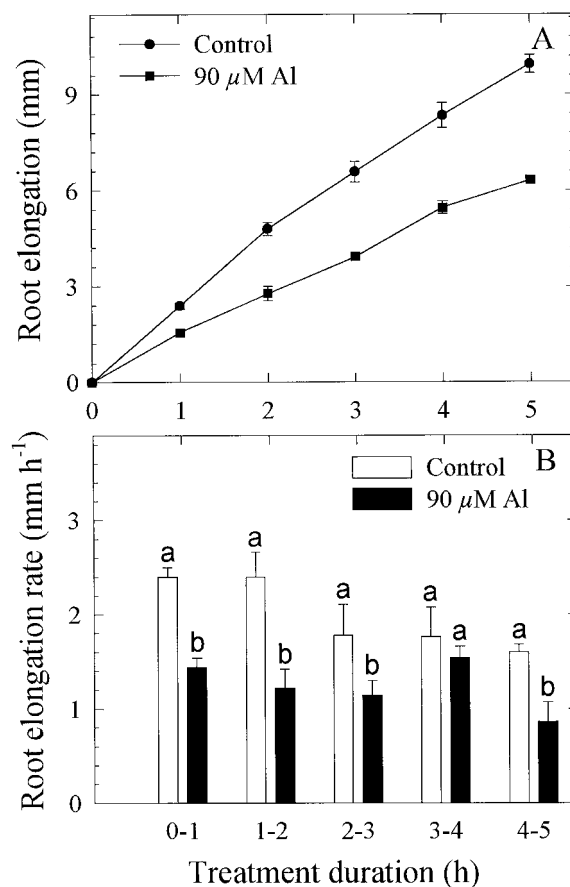 A
Control
90 μM Al
Root elongation (mm)
9
6
3
0
0 1 2 3 4 5
B
Control
90 μM Al
Root elongation rate (mm h⁻¹)
3
2
1
0
a b a b a b a a a b
0-1 1-2 2-3 3-4 4-5
Treatment duration (h)